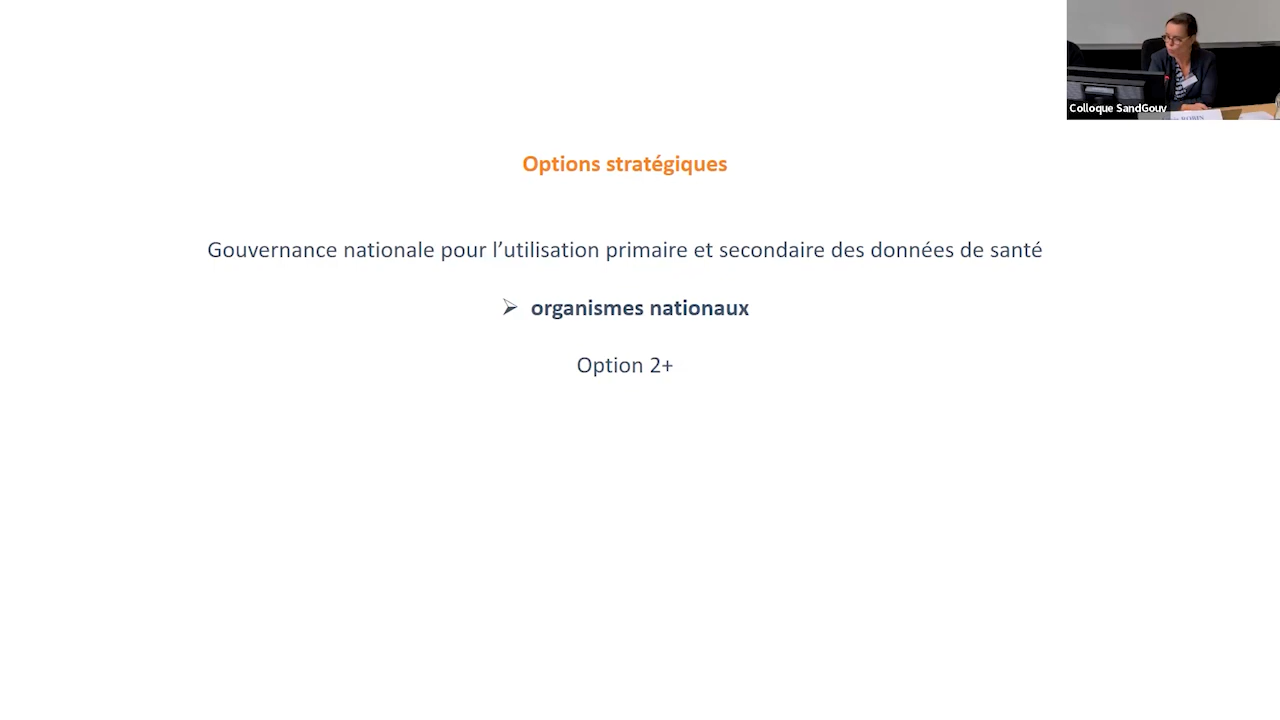 Colloque SandGouv
ROBIN
Options stratégiques
Gouvernance nationale pour l’utilisation primaire et secondaire des données de santé
➢ organismes nationaux
Option 2+